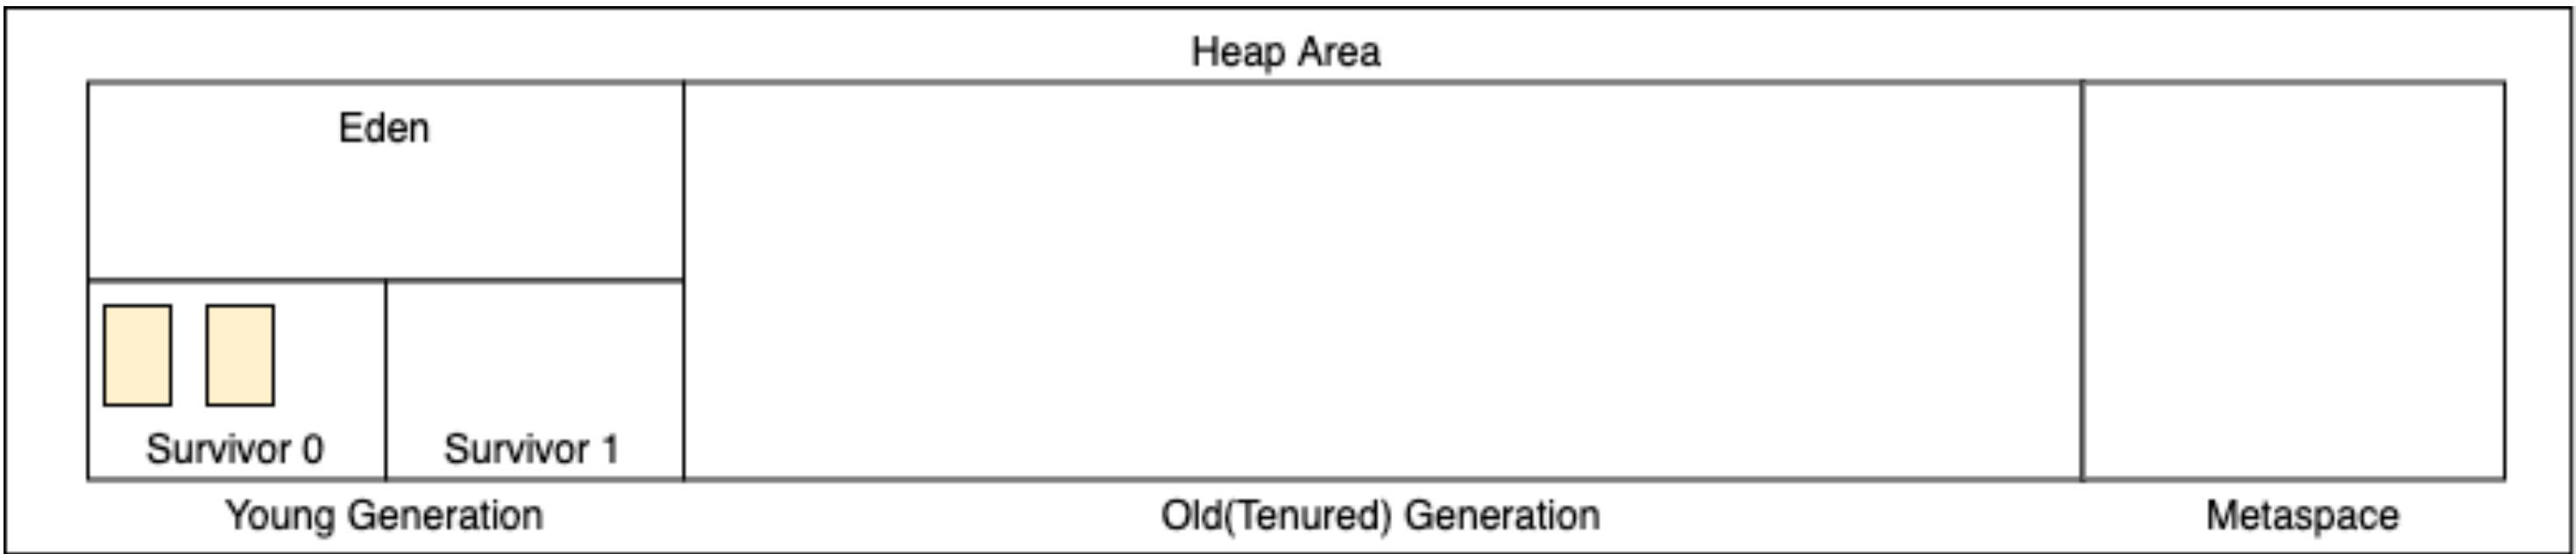 Heap Area
Eden
Survivor 0
Survivor 1
Young Generation
Old(Tenured) Generation
Metaspace